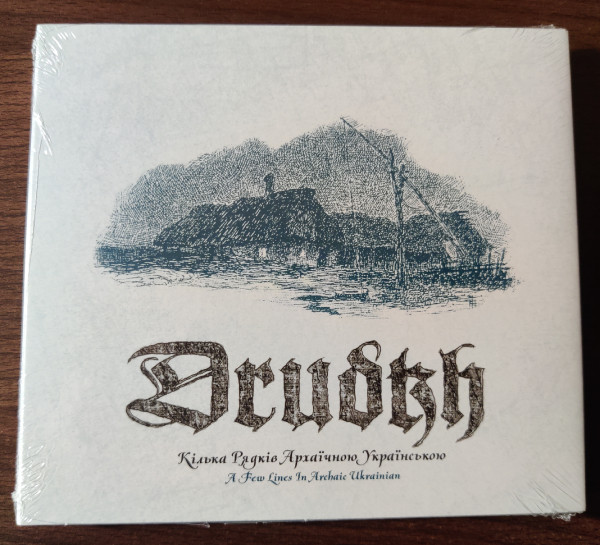 Drudkh
Кілька Рядків Архаїчною Українською
A Few Lines In Archaic Ukrainian